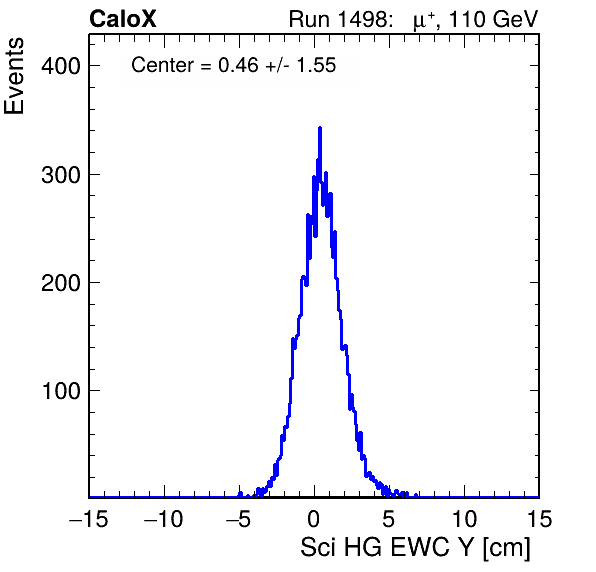 CaloX Run 1498: μ⁺, 110 GeV
Events
Center = 0.46 +/- 1.55
400
300
200
100
−15 −10 −5 0 5 10 15
Sci HG EWC Y [cm]